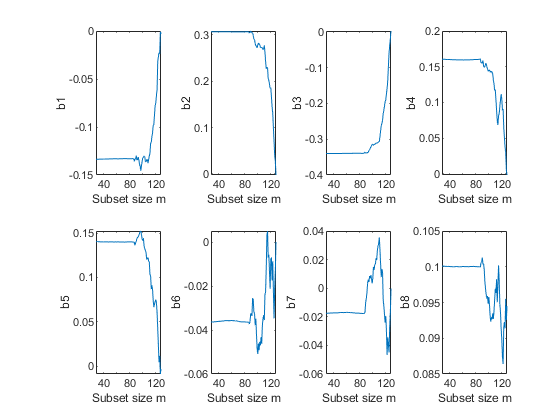 0
-0.05
-0.1
-0.15
b1
40 80 120
Subset size m
0.3
0.2
0.1
0
b2
40 80 120
Subset size m
0
-0.1
-0.2
-0.3
-0.4
b3
40 80 120
Subset size m
0.2
0.15
0.1
0.05
0
b4
40 80 120
Subset size m
0.15
0.1
0.05
0
b5
40 80 120
Subset size m
0
-0.02
-0.04
-0.06
b6
40 80 120
Subset size m
0.04
0.02
0
-0.02
-0.04
-0.06
b7
40 80 120
Subset size m
0.105
0.1
0.095
0.09
0.085
b8
40 80 120
Subset size m